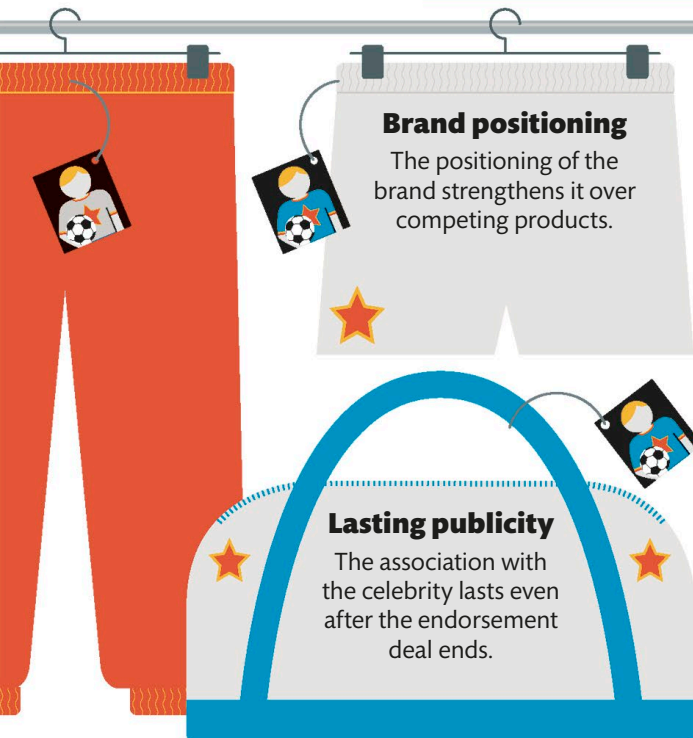 Brand positioning
The positioning of the
brand strengthens it over
competing products.
Lasting publicity
The association with
the celebrity lasts even
after the endorsement
deal ends.